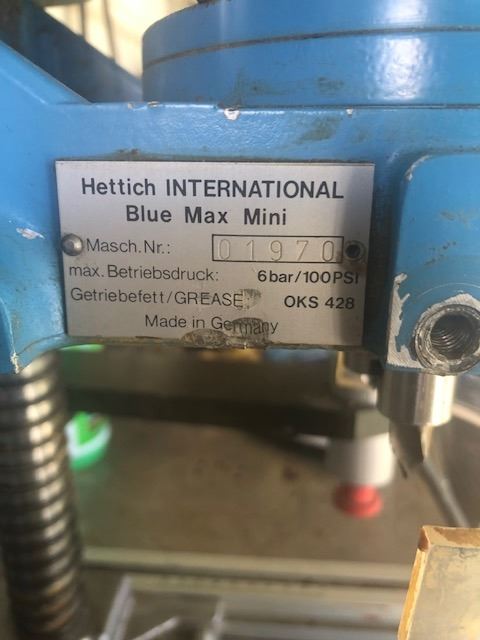 Hettich INTERNATIONAL
Blue Max Mini
Masch.Nr.: 01970
max. Betriebsdruck: 6bar/100PSI
Getriebefett/GREASE: OKS 428
Made in Germany